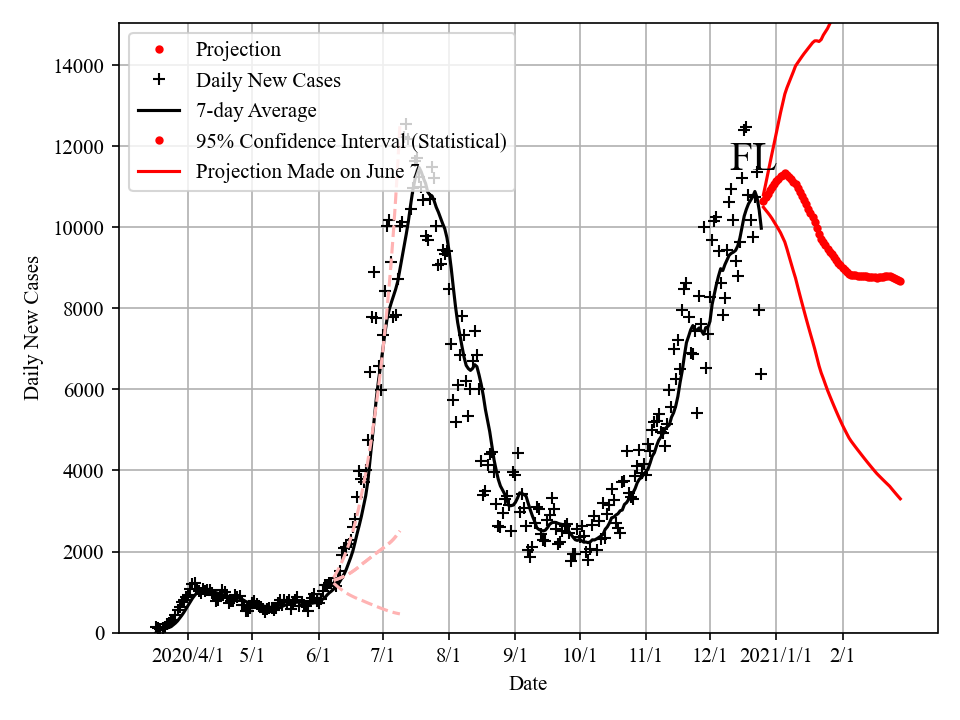 Projection
Daily New Cases
7-day Average
95% Confidence Interval (Statistical)
Projection Made on June 7
FL
14000
12000
10000
8000
6000
4000
2000
0
Daily New Cases
2020/4/1 5/1 6/1 7/1 8/1 9/1 10/1 11/1 12/1 2021/1/1 2/1
Date